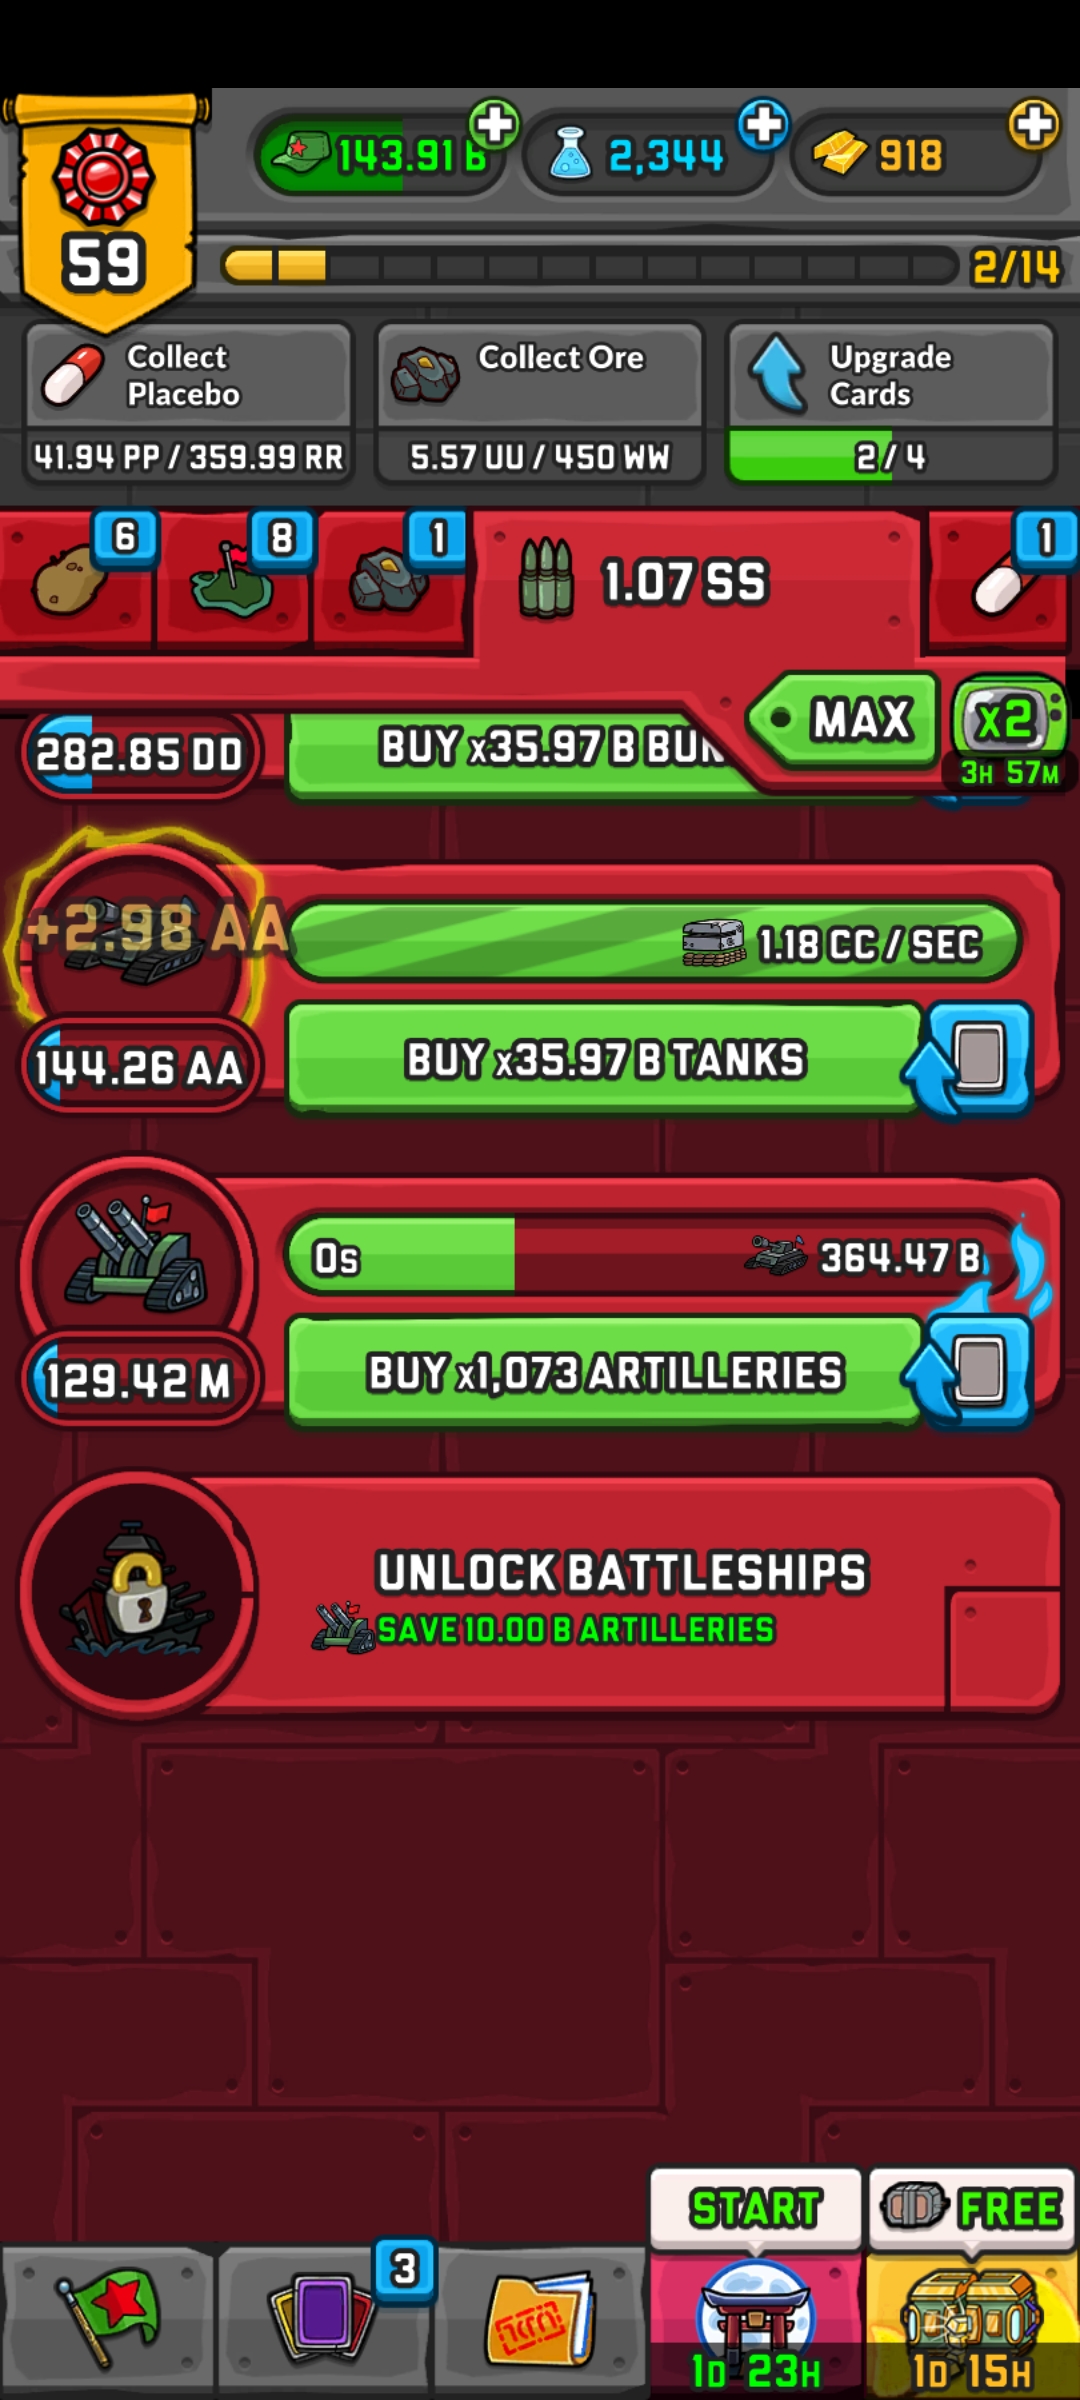 143.91 B
2,344
918
59
2/14
Collect Placebo
41.94 PP / 359.99 RR
Collect Ore
5.57 UU / 450 WW
Upgrade Cards
2 / 4
6
8
1
1.07 SS
1
MAX
x2
3H 57M
282.85 DD
BUY x35.97 B
+2.98 AA
1.18 CC / SEC
144.26 AA
BUY x35.97 B TANKS
0s
364.47 B
129.42 M
BUY x1,073 ARTILLERIES
UNLOCK BATTLESHIPS
SAVE 10.00 B ARTILLERIES
START
FREE
3
1D 23H
1D 15H